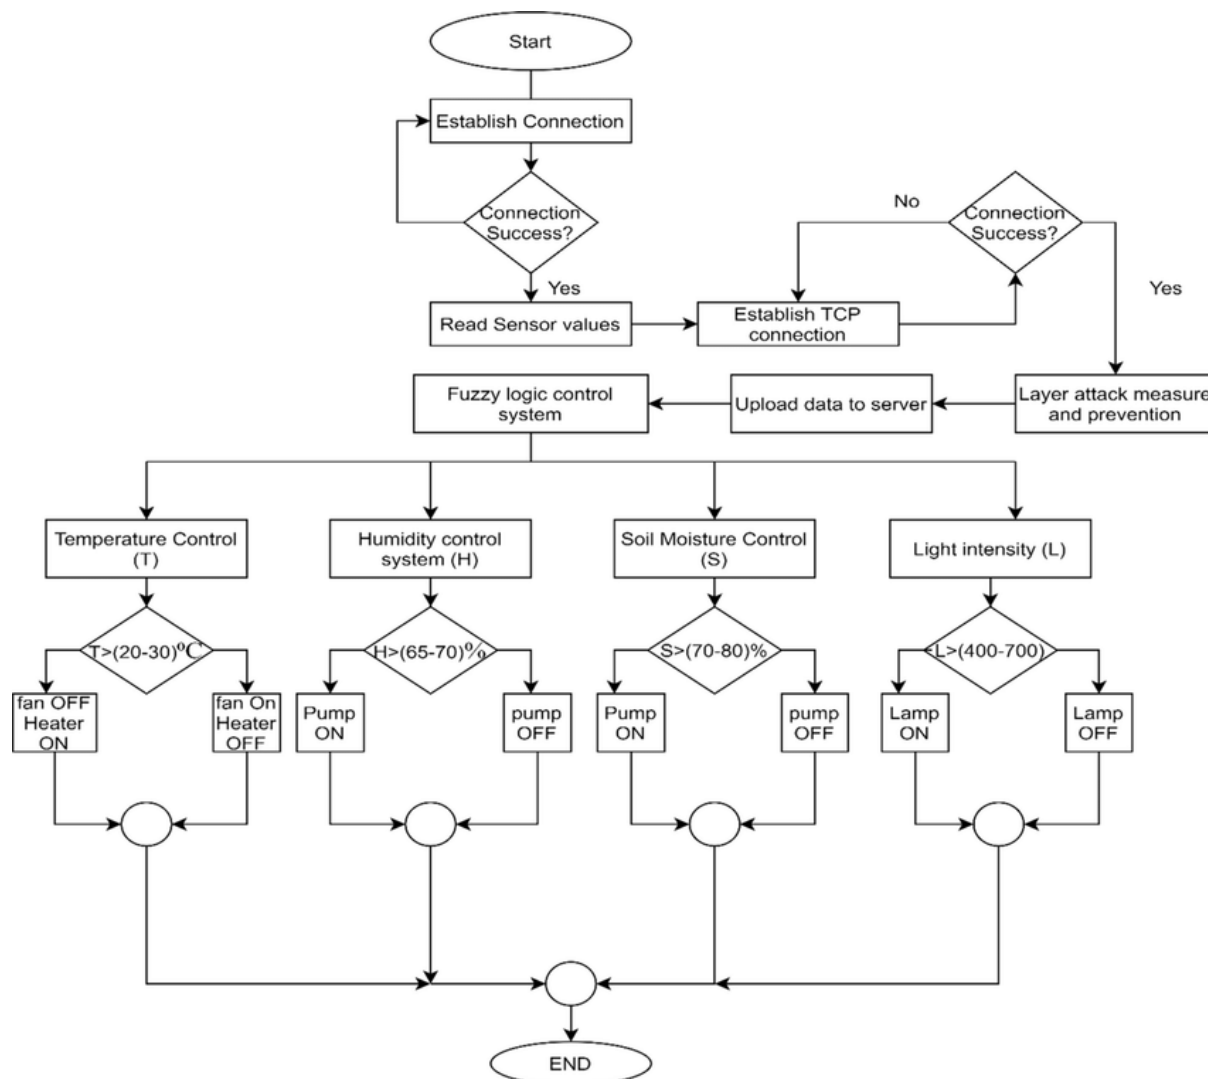 Start
Establish Connection
Connection
Success?
Yes
Read Sensor values
Establish TCP
connection
No
Connection
Success?
Yes
Layer attack measure
and prevention
Upload data to server
Fuzzy logic control
system
Temperature Control
(T)
Humidity control
system (H)
Soil Moisture Control
(S)
Light intensity (L)
T>(20-30)ºC
H>(65-70)%
S>(70-80)%
L>(400-700)
fan OFF
Heater
ON
fan On
Heater
OFF
Pump
ON
pump
OFF
Pump
ON
pump
OFF
Lamp
ON
Lamp
OFF
END